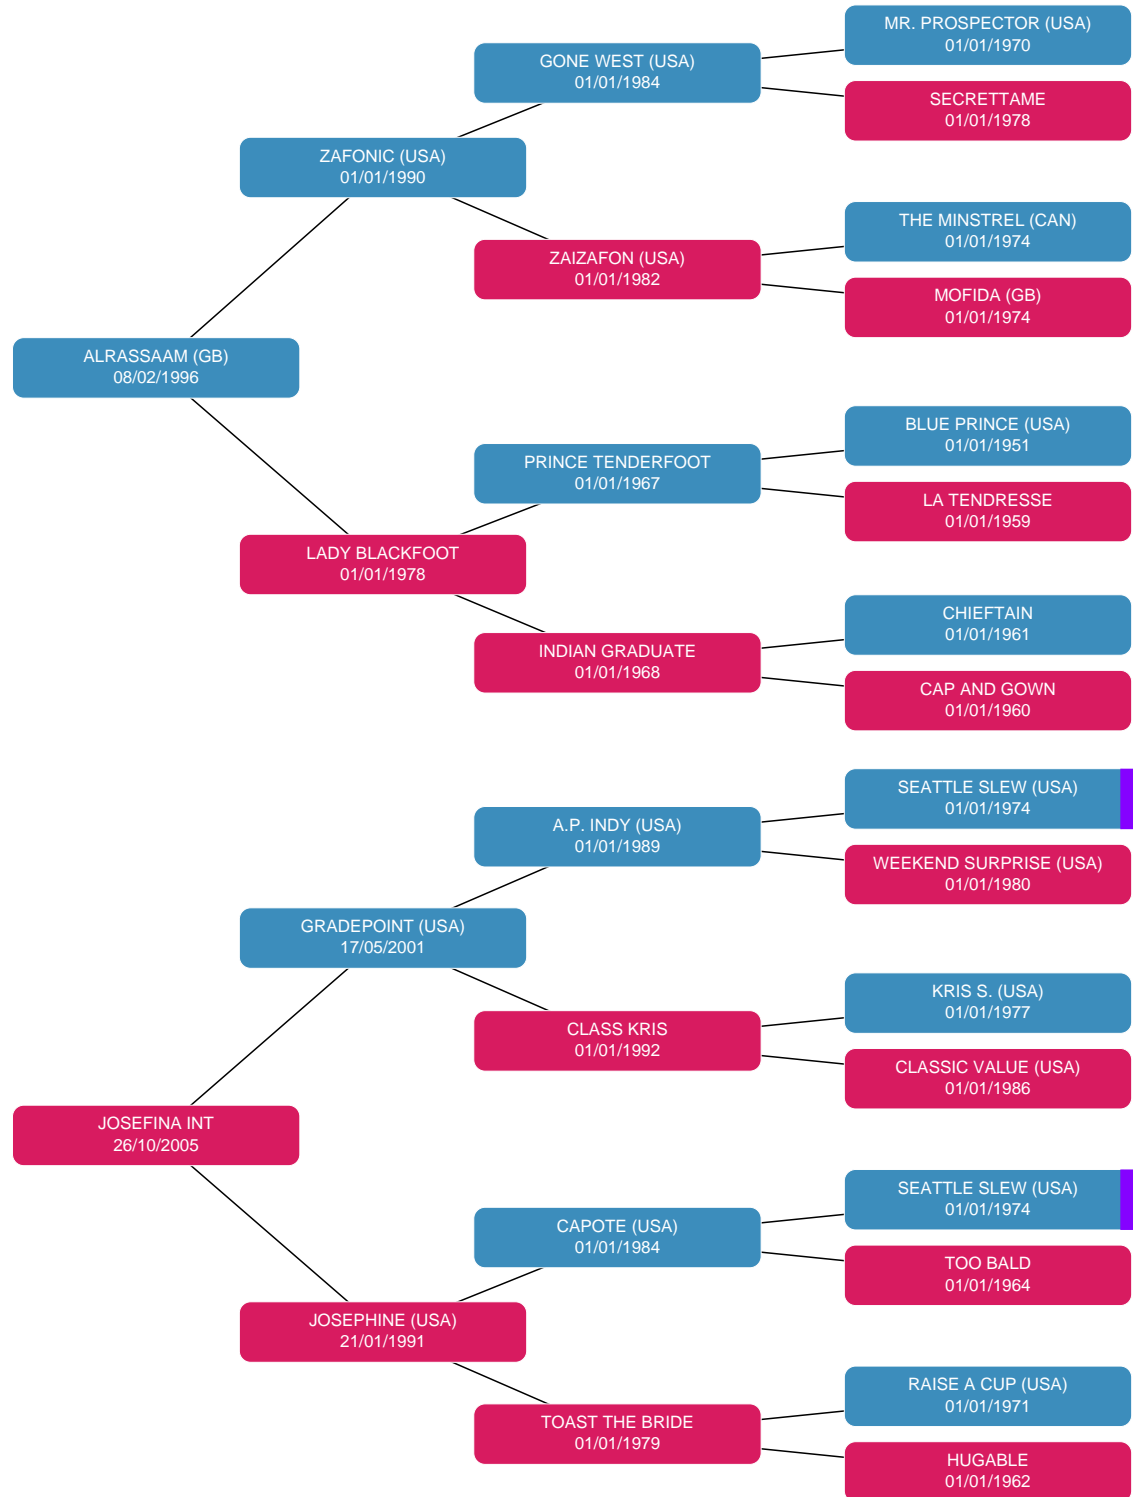 MR. PROSPECTOR (USA)
01/01/1970
GONE WEST (USA)
01/01/1984
SECRETTAME
01/01/1978
ZAFONIC (USA)
01/01/1990
THE MINSTREL (CAN)
01/01/1974
ZAIZAFON (USA)
01/01/1982
MOFIDA (GB)
01/01/1974
ALRASSAAM (GB)
08/02/1996
BLUE PRINCE (USA)
01/01/1951
PRINCE TENDERFOOT
01/01/1967
LA TENDRESSE
01/01/1959
LADY BLACKFOOT
01/01/1978
CHIEFTAIN
01/01/1961
INDIAN GRADUATE
01/01/1968
CAP AND GOWN
01/01/1960
SEATTLE SLEW (USA)
01/01/1974
A.P. INDY (USA)
01/01/1989
WEEKEND SURPRISE (USA)
01/01/1980
GRADEPOINT (USA)
17/05/2001
KRIS S. (USA)
01/01/1977
CLASS KRIS
01/01/1992
CLASSIC VALUE (USA)
01/01/1986
JOSEFINA INT
26/10/2005
SEATTLE SLEW (USA)
01/01/1974
CAPOTE (USA)
01/01/1984
TOO BALD
01/01/1964
JOSEPHINE (USA)
21/01/1991
RAISE A CUP (USA)
01/01/1971
TOAST THE BRIDE
01/01/1979
HUGABLE
01/01/1962